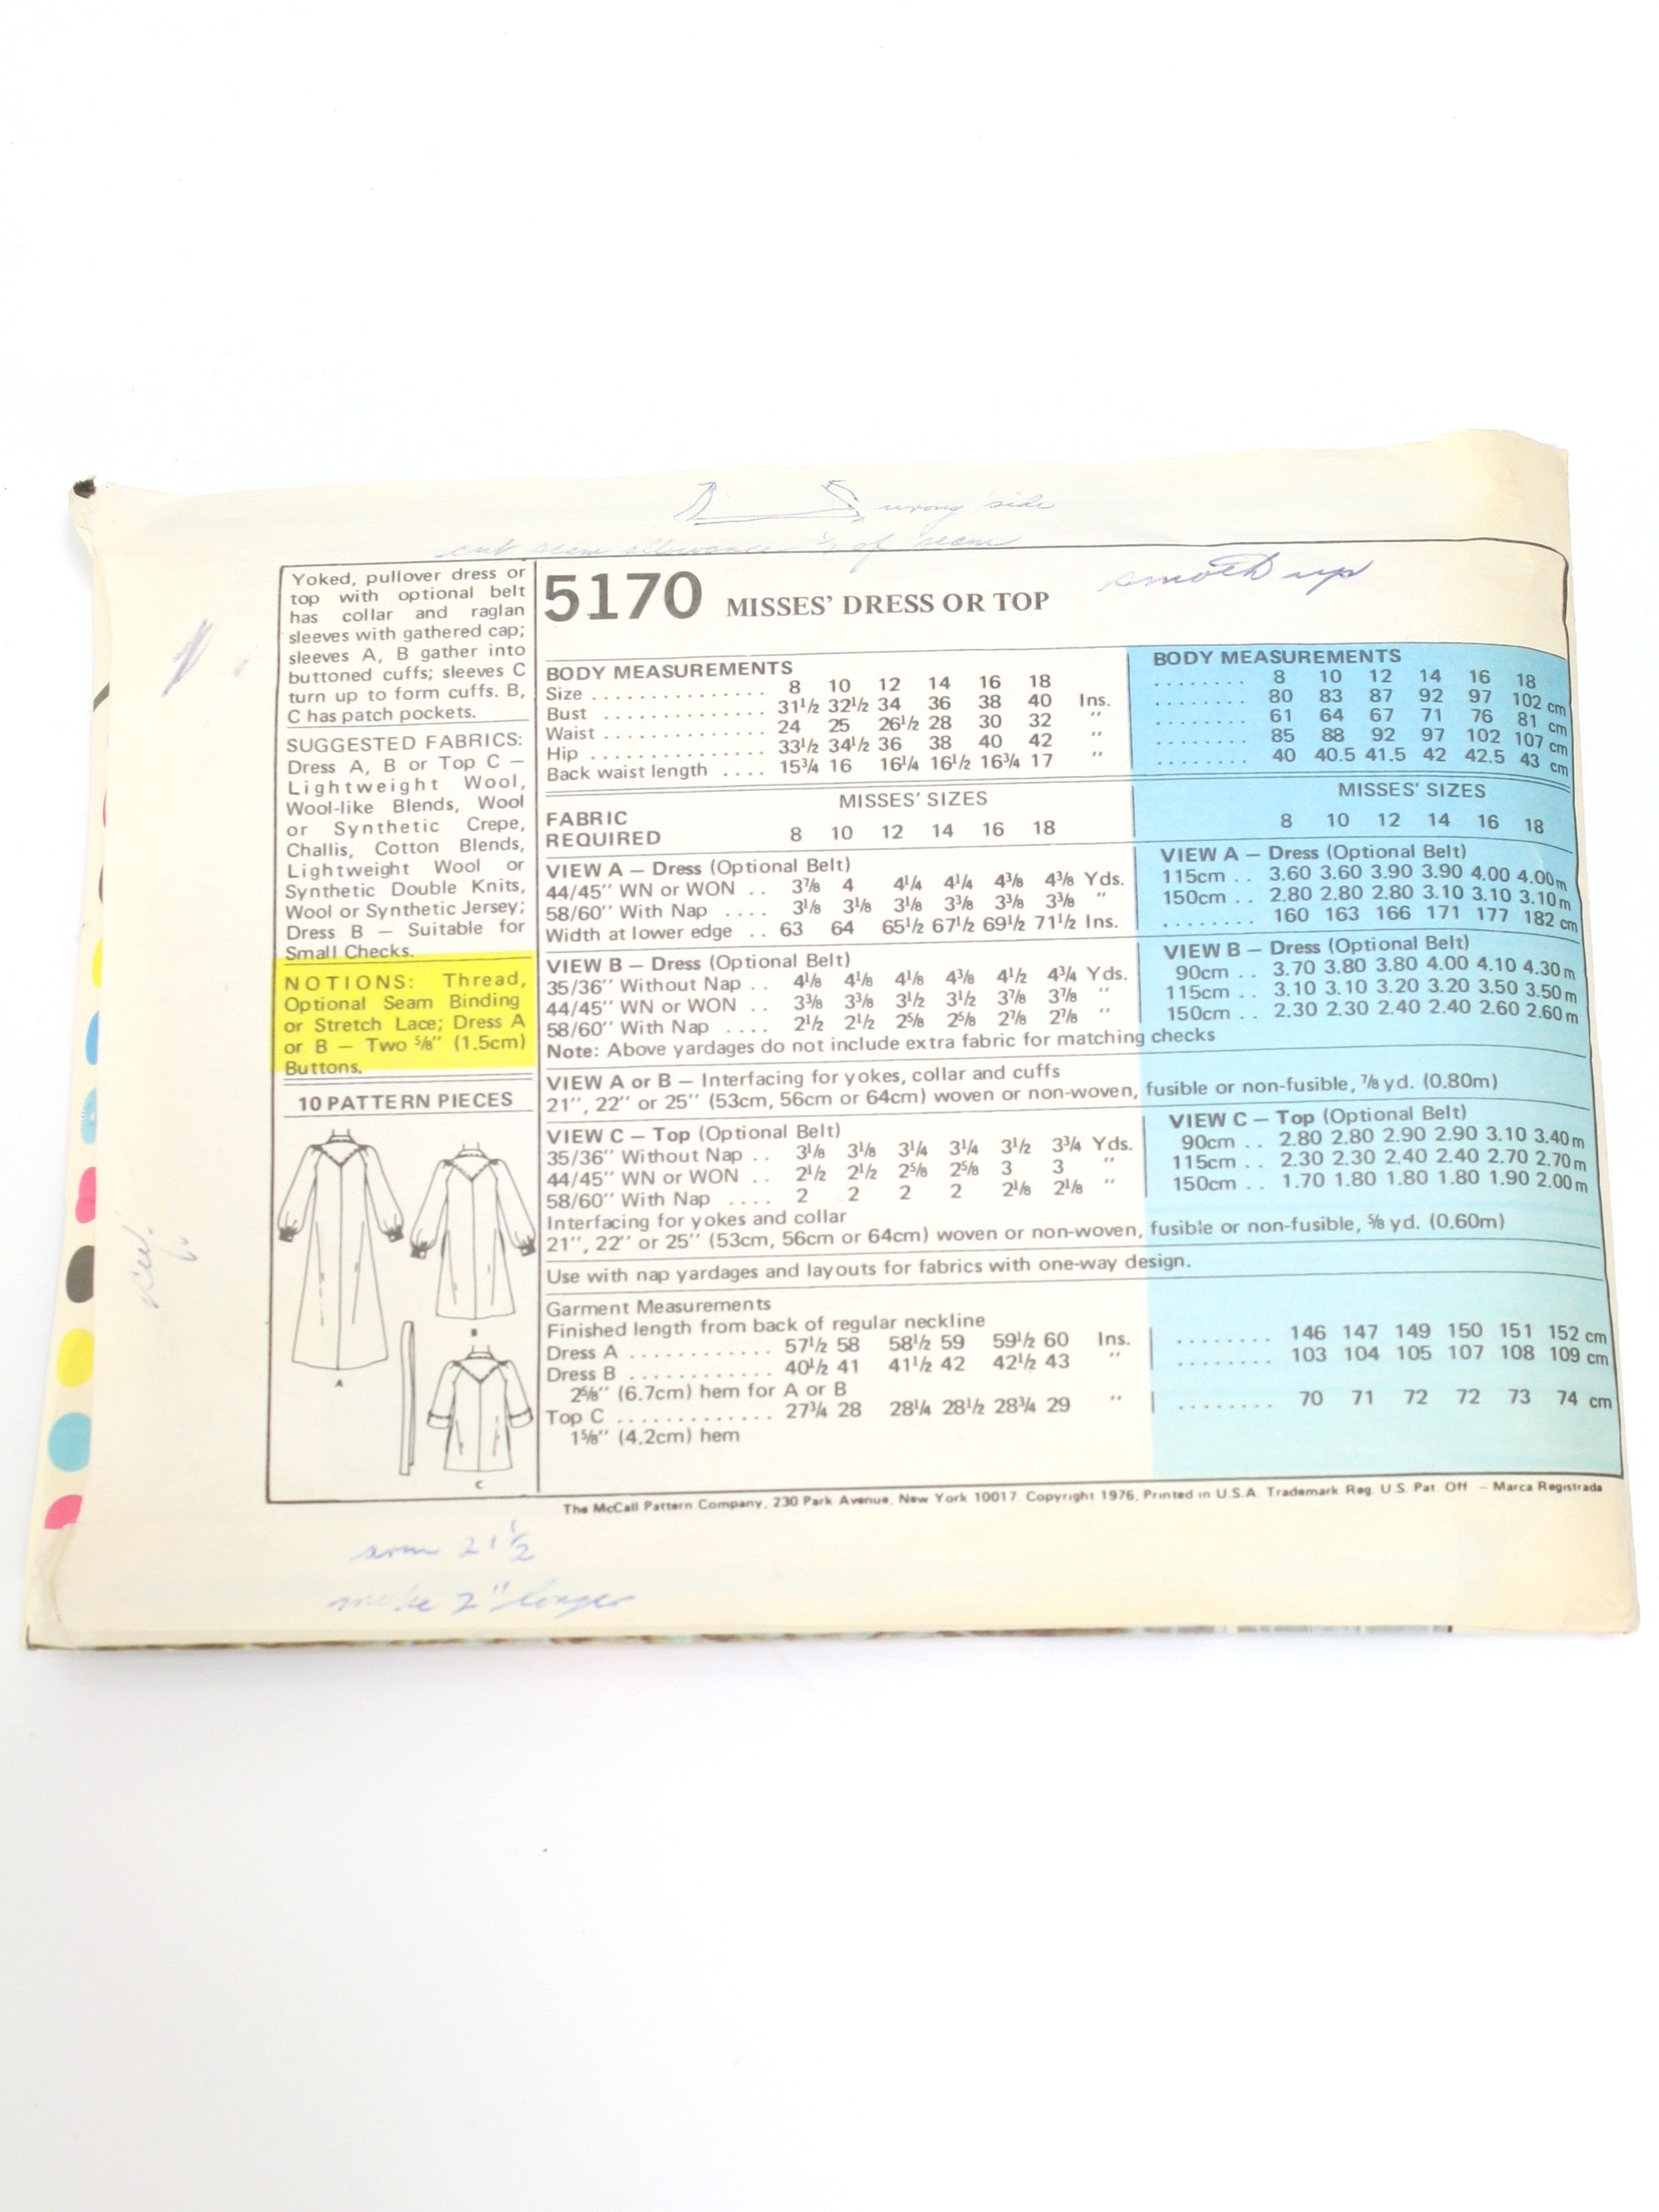 wrong side
cut seam allowance ½ of seam
smooth up
Yoked, pullover dress or
top with optional belt
has collar and raglan
sleeves with gathered cap;
sleeves A, B gather into
buttoned cuffs; sleeves C
turn up to form cuffs. B,
C has patch pockets.
SUGGESTED FABRICS:
Dress A, B or Top C –
Lightweight Wool,
Wool-like Blends, Wool
or Synthetic Crepe,
Challis, Cotton Blends,
Lightweight Wool or
Synthetic Double Knits,
Wool or Synthetic Jersey;
Dress B – Suitable for
Small Checks.
NOTIONS: Thread,
Optional Seam Binding
or Stretch Lace; Dress A
or B – Two ⅝" (1.5cm)
Buttons.
10 PATTERN PIECES
A
B
C
5170 MISSES' DRESS OR TOP
BODY MEASUREMENTS
Size . . . . . . . . . . . . . . . 8 10 12 14 16 18
Bust . . . . . . . . . . . . . . 31½ 32½ 34 36 38 40 Ins.
Waist . . . . . . . . . . . . . . 24 25 26½ 28 30 32 "
Hip . . . . . . . . . . . . . . . 33½ 34½ 36 38 40 42 "
Back waist length . . . . 15¾ 16 16¼ 16½ 16¾ 17 "
BODY MEASUREMENTS
. . . . . . . . 8 10 12 14 16 18
. . . . . . . . 80 83 87 92 97 102 cm
. . . . . . . . 61 64 67 71 76 81 cm
. . . . . . . . 85 88 92 97 102 107 cm
. . . . . . . . 40 40.5 41.5 42 42.5 43 cm
MISSES' SIZES
FABRIC
REQUIRED 8 10 12 14 16 18
MISSES' SIZES
8 10 12 14 16 18
VIEW A – Dress (Optional Belt)
44/45" WN or WON . . 3⅞ 4 4¼ 4¼ 4⅜ 4⅜ Yds.
58/60" With Nap . . . . 3⅛ 3⅛ 3⅛ 3⅜ 3⅜ 3⅜ "
Width at lower edge . . 63 64 65½ 67½ 69½ 71½ Ins.
VIEW A – Dress (Optional Belt)
115cm . . 3.60 3.60 3.90 3.90 4.00 4.00m
150cm . . 2.80 2.80 2.80 3.10 3.10 3.10m
. . . . . . . . 160 163 166 171 177 182 cm
VIEW B – Dress (Optional Belt)
35/36" Without Nap . . 4⅛ 4⅛ 4⅛ 4⅜ 4½ 4¾ Yds.
44/45" WN or WON . . 3⅜ 3⅜ 3½ 3½ 3⅞ 3⅞ "
58/60" With Nap . . . . 2½ 2½ 2⅝ 2⅝ 2⅞ 2⅞ "
Note: Above yardages do not include extra fabric for matching checks
VIEW B – Dress (Optional Belt)
90cm . . 3.70 3.80 3.80 4.00 4.10 4.30m
115cm . . 3.10 3.10 3.20 3.20 3.50 3.50m
150cm . . 2.30 2.30 2.40 2.40 2.60 2.60m
VIEW A or B – Interfacing for yokes, collar and cuffs
21", 22" or 25" (53cm, 56cm or 64cm) woven or non-woven, fusible or non-fusible, ⅞ yd. (0.80m)
VIEW C – Top (Optional Belt)
35/36" Without Nap . . 3⅛ 3⅛ 3¼ 3¼ 3½ 3¾ Yds.
44/45" WN or WON . . 2½ 2½ 2⅝ 2⅝ 3 3 "
58/60" With Nap . . . . 2 2 2 2 2⅛ 2⅛ "
VIEW C – Top (Optional Belt)
90cm . . 2.80 2.80 2.90 2.90 3.10 3.40m
115cm . . 2.30 2.30 2.40 2.40 2.70 2.70m
150cm . . 1.70 1.80 1.80 1.80 1.90 2.00m
Interfacing for yokes and collar
21", 22" or 25" (53cm, 56cm or 64cm) woven or non-woven, fusible or non-fusible, ⅝ yd. (0.60m)
Use with nap yardages and layouts for fabrics with one-way design.
Garment Measurements
Finished length from back of regular neckline
Dress A . . . . . . . . . . . . 57½ 58 58½ 59 59½ 60 Ins.
Dress B . . . . . . . . . . . . 40½ 41 41½ 42 42½ 43 "
2⅝" (6.7cm) hem for A or B
Top C . . . . . . . . . . . . . 27¾ 28 28¼ 28½ 28¾ 29 "
1⅝" (4.2cm) hem
. . . . . . . . 146 147 149 150 151 152 cm
. . . . . . . . 103 104 105 107 108 109 cm
. . . . . . . . 70 71 72 72 73 74 cm
The McCall Pattern Company, 230 Park Avenue, New York 10017. Copyright 1976, Printed in U.S.A. Trademark Reg. U.S. Pat. Off – Marca Registrada
arm 21½
make 2" longer